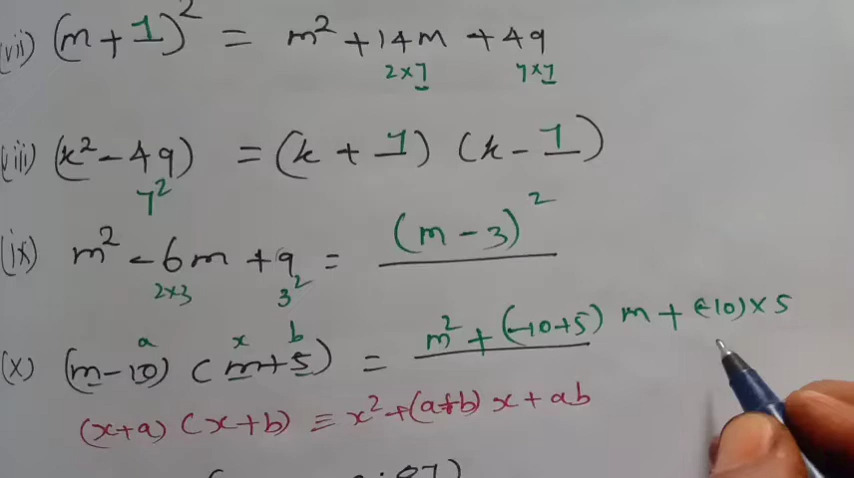 (vii) (m + 7)² = m² + 14m + 49
2×7 7×7
(viii) (k² - 49) = (k + 7) (k - 7)
7²
(ix) m² - 6m + 9 = (m - 3)²
2×3 3²
a x b
(x) (m - 10) (m + 5) = m² + (-10+5) m + (-10) × 5
(x+a) (x+b) ≡ x² + (a+b) x + ab